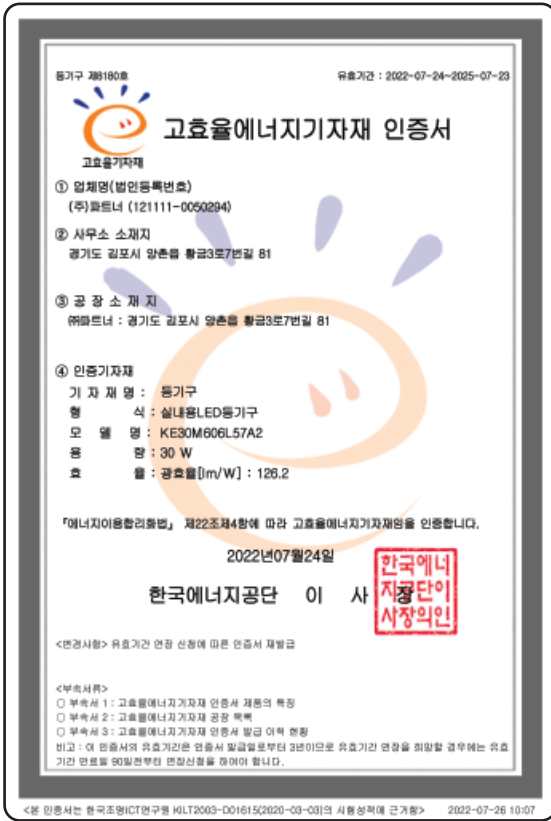 등기구 제8180호
유효기간 : 2022-07-24~2025-07-23
고효율에너지기자재 인증서
고효율기자재
① 업체명(법인등록번호)
(주)파트너 (121111-0050294)
② 사무소 소재지
경기도 김포시 양촌읍 황금3로7번길 81
③ 공 장 소 재 지
㈜파트너 : 경기도 김포시 양촌읍 황금3로7번길 81
④ 인증기자재
기 자 재 명 : 등기구
형 식 : 실내용LED등기구
모 델 명 : KE30M606L57A2
용 량 : 30 W
효 율 : 광효율[lm/W] : 126.2
「에너지이용합리화법」 제22조제4항에 따라 고효율에너지기자재임을 인증합니다.
2022년07월24일
한국에너지공단 이 사 장
한국에너
지공단이
사장의인
<변경사항> 유효기간 연장 신청에 따른 인증서 재발급
<부속서류>
○ 부속서 1 : 고효율에너지기자재 인증서 제품의 특징
○ 부속서 2 : 고효율에너지기자재 공장 목록
○ 부속서 3 : 고효율에너지기자재 인증서 발급 이력 현황
비고 : 이 인증서의 유효기간은 인증서 발급일로부터 3년이므로 유효기간 연장을 희망할 경우에는 유효
기간 만료일 90일전부터 연장신청을 하여야 합니다.
<본 인증서는 한국조명ICT연구원 KILT2003-D01615(2020-03-03)의 시험성적에 근거함>
2022-07-26 10:07